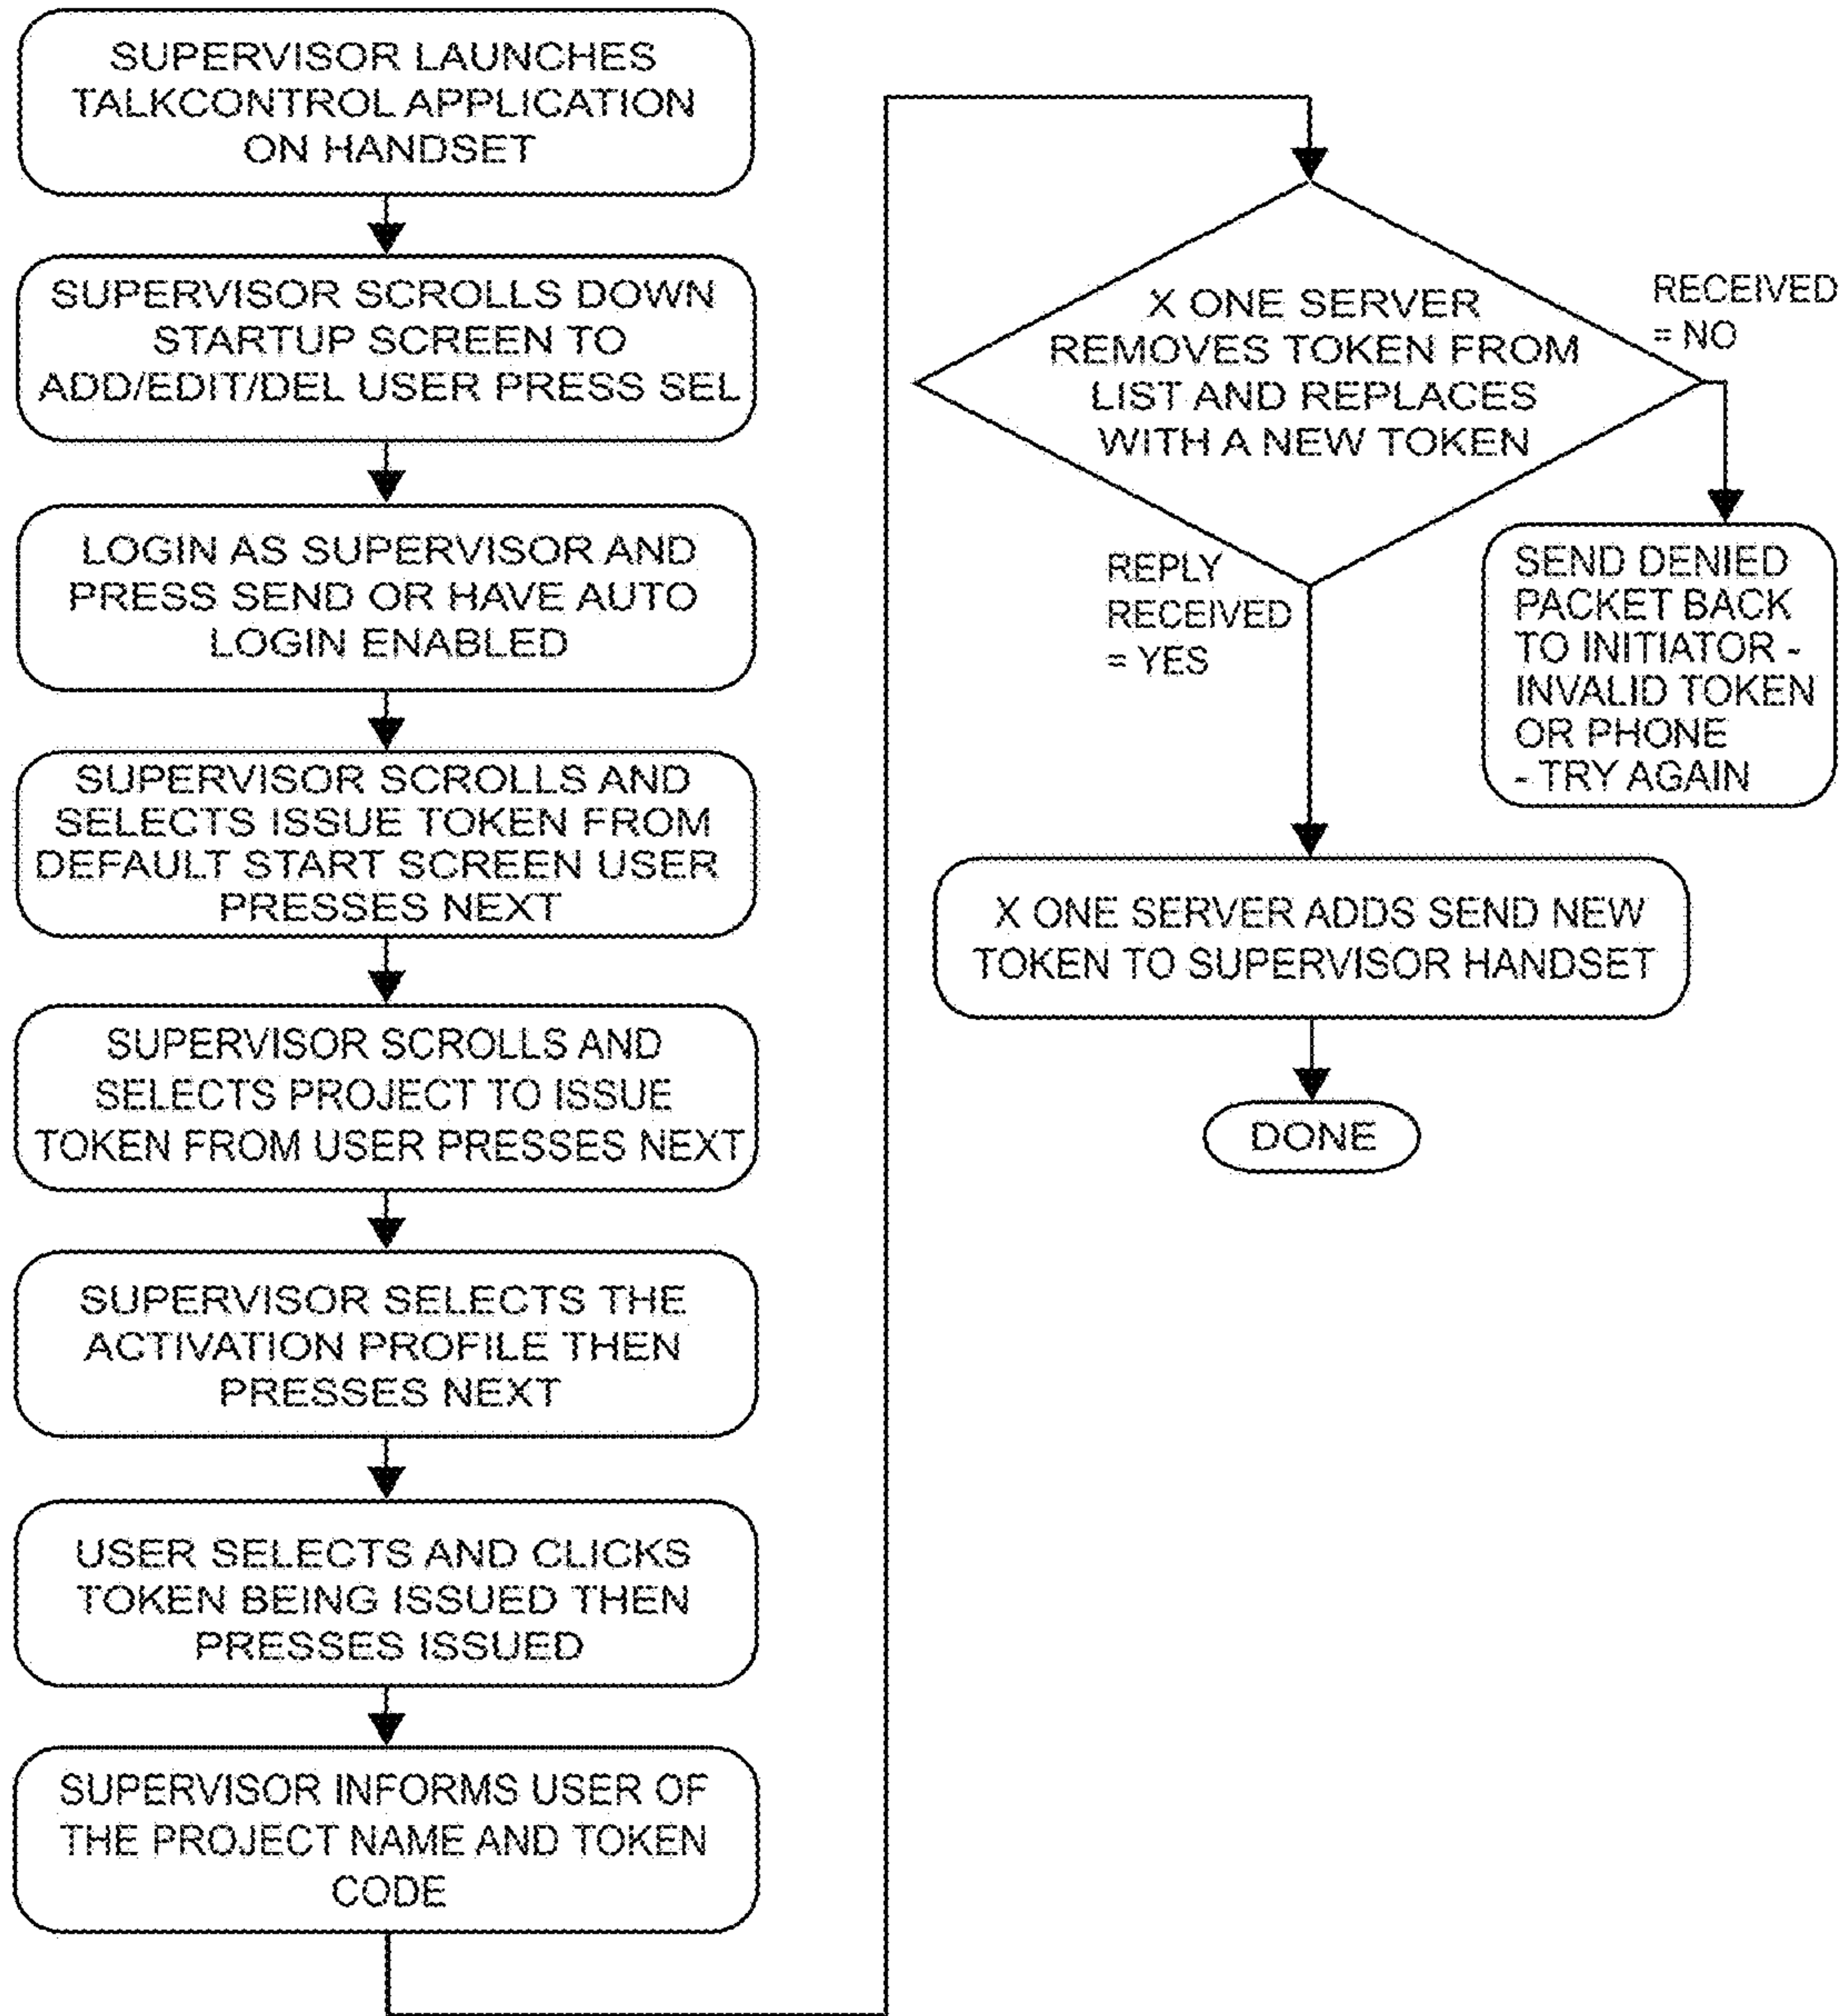 SUPERVISOR LAUNCHES
TALKCONTROL APPLICATION
ON HANDSET
SUPERVISOR SCROLLS DOWN
STARTUP SCREEN TO
ADD/EDIT/DEL USER PRESS SEL
LOGIN AS SUPERVISOR AND
PRESS SEND OR HAVE AUTO
LOGIN ENABLED
SUPERVISOR SCROLLS AND
SELECTS ISSUE TOKEN FROM
DEFAULT START SCREEN USER
PRESSES NEXT
SUPERVISOR SCROLLS AND
SELECTS PROJECT TO ISSUE
TOKEN FROM USER PRESSES NEXT
SUPERVISOR SELECTS THE
ACTIVATION PROFILE THEN
PRESSES NEXT
USER SELECTS AND CLICKS
TOKEN BEING ISSUED THEN
PRESSES ISSUED
SUPERVISOR INFORMS USER OF
THE PROJECT NAME AND TOKEN
CODE
X ONE SERVER
REMOVES TOKEN FROM
LIST AND REPLACES
WITH A NEW TOKEN
RECEIVED
= NO
SEND DENIED
PACKET BACK
TO INITIATOR -
INVALID TOKEN
OR PHONE
- TRY AGAIN
REPLY
RECEIVED
= YES
X ONE SERVER ADDS SEND NEW
TOKEN TO SUPERVISOR HANDSET
DONE